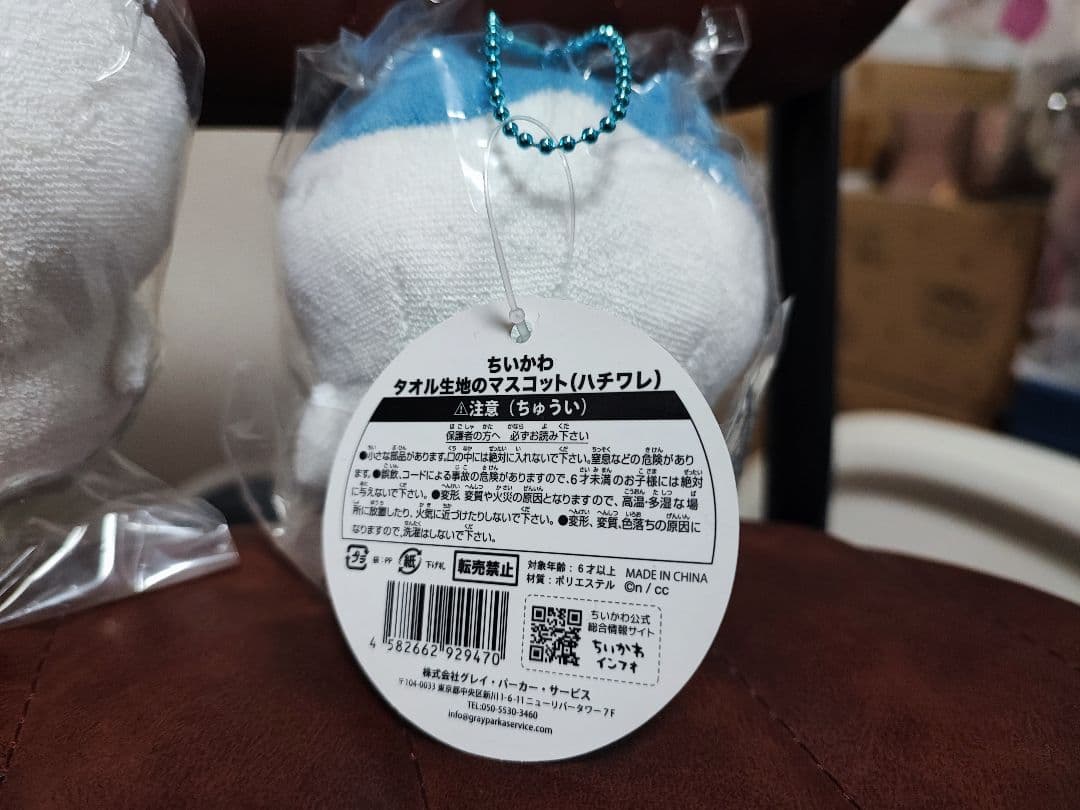 ちいかわ
タオル生地のマスコット(ハチワレ)
⚠注意(ちゅうい)
保護者の方へ 必ずお読み下さい
●小さな部品があります。口の中には絶対に入れないで下さい。窒息などの危険があり
ます。●誤飲、コードによる事故の危険がありますので、6才未満のお子様には絶対
に与えないで下さい。●変形、変質や火災の原因となりますので、高温・多湿な場
所に放置したり、火気に近づけたりしないで下さい。●変形、変質、色落ちの原因に
なりますので、洗濯はしないで下さい。
プラ 袋:PP 紙 下げ札 転売禁止 対象年齢:6才以上 MADE IN CHINA
材質:ポリエステル ©n / cc
4 582662 929470
ちいかわ公式
総合情報サイト
ちいかわ
インフォ
株式会社グレイ・パーカー・サービス
〒104-0033 東京都中央区新川1-6-11 ニューリバータワー7F
TEL:050-5530-3460
info@grayparkaservice.com